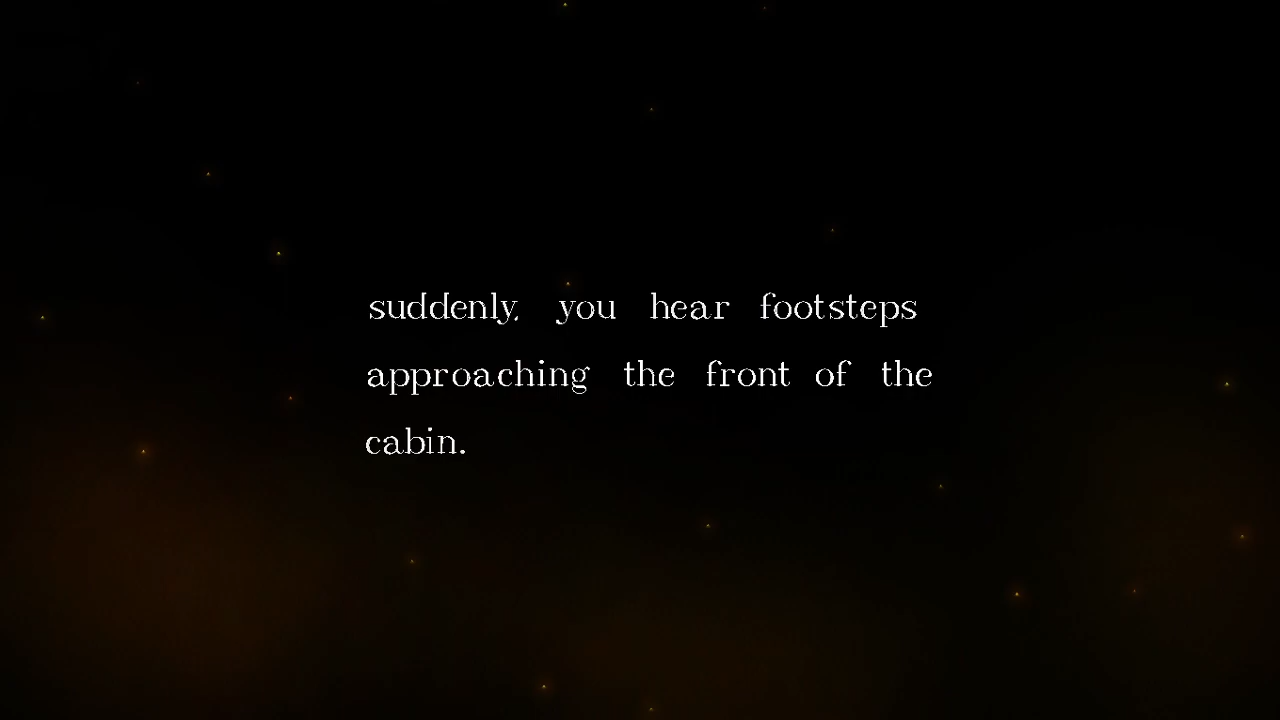 suddenly, you hear footsteps
approaching the front of the
cabin.